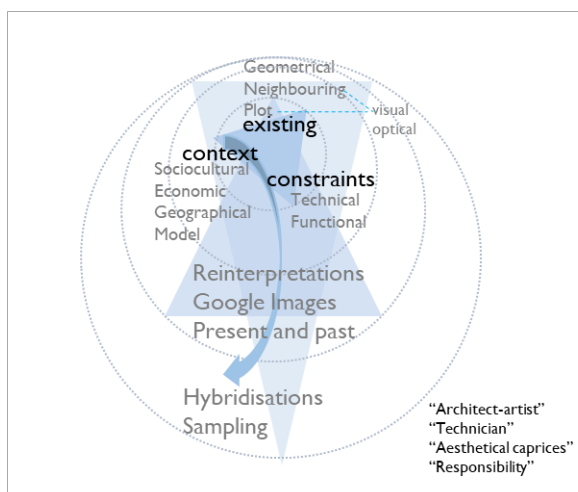 Geometrical
Neighbouring
Plot
visual
optical
existing
context
Sociocultural
Economic
Geographical
Model
constraints
Technical
Functional
Reinterpretations
Google Images
Present and past
Hybridisations
Sampling
“Architect-artist”
“Technician”
“Aesthetical caprices”
“Responsibility”